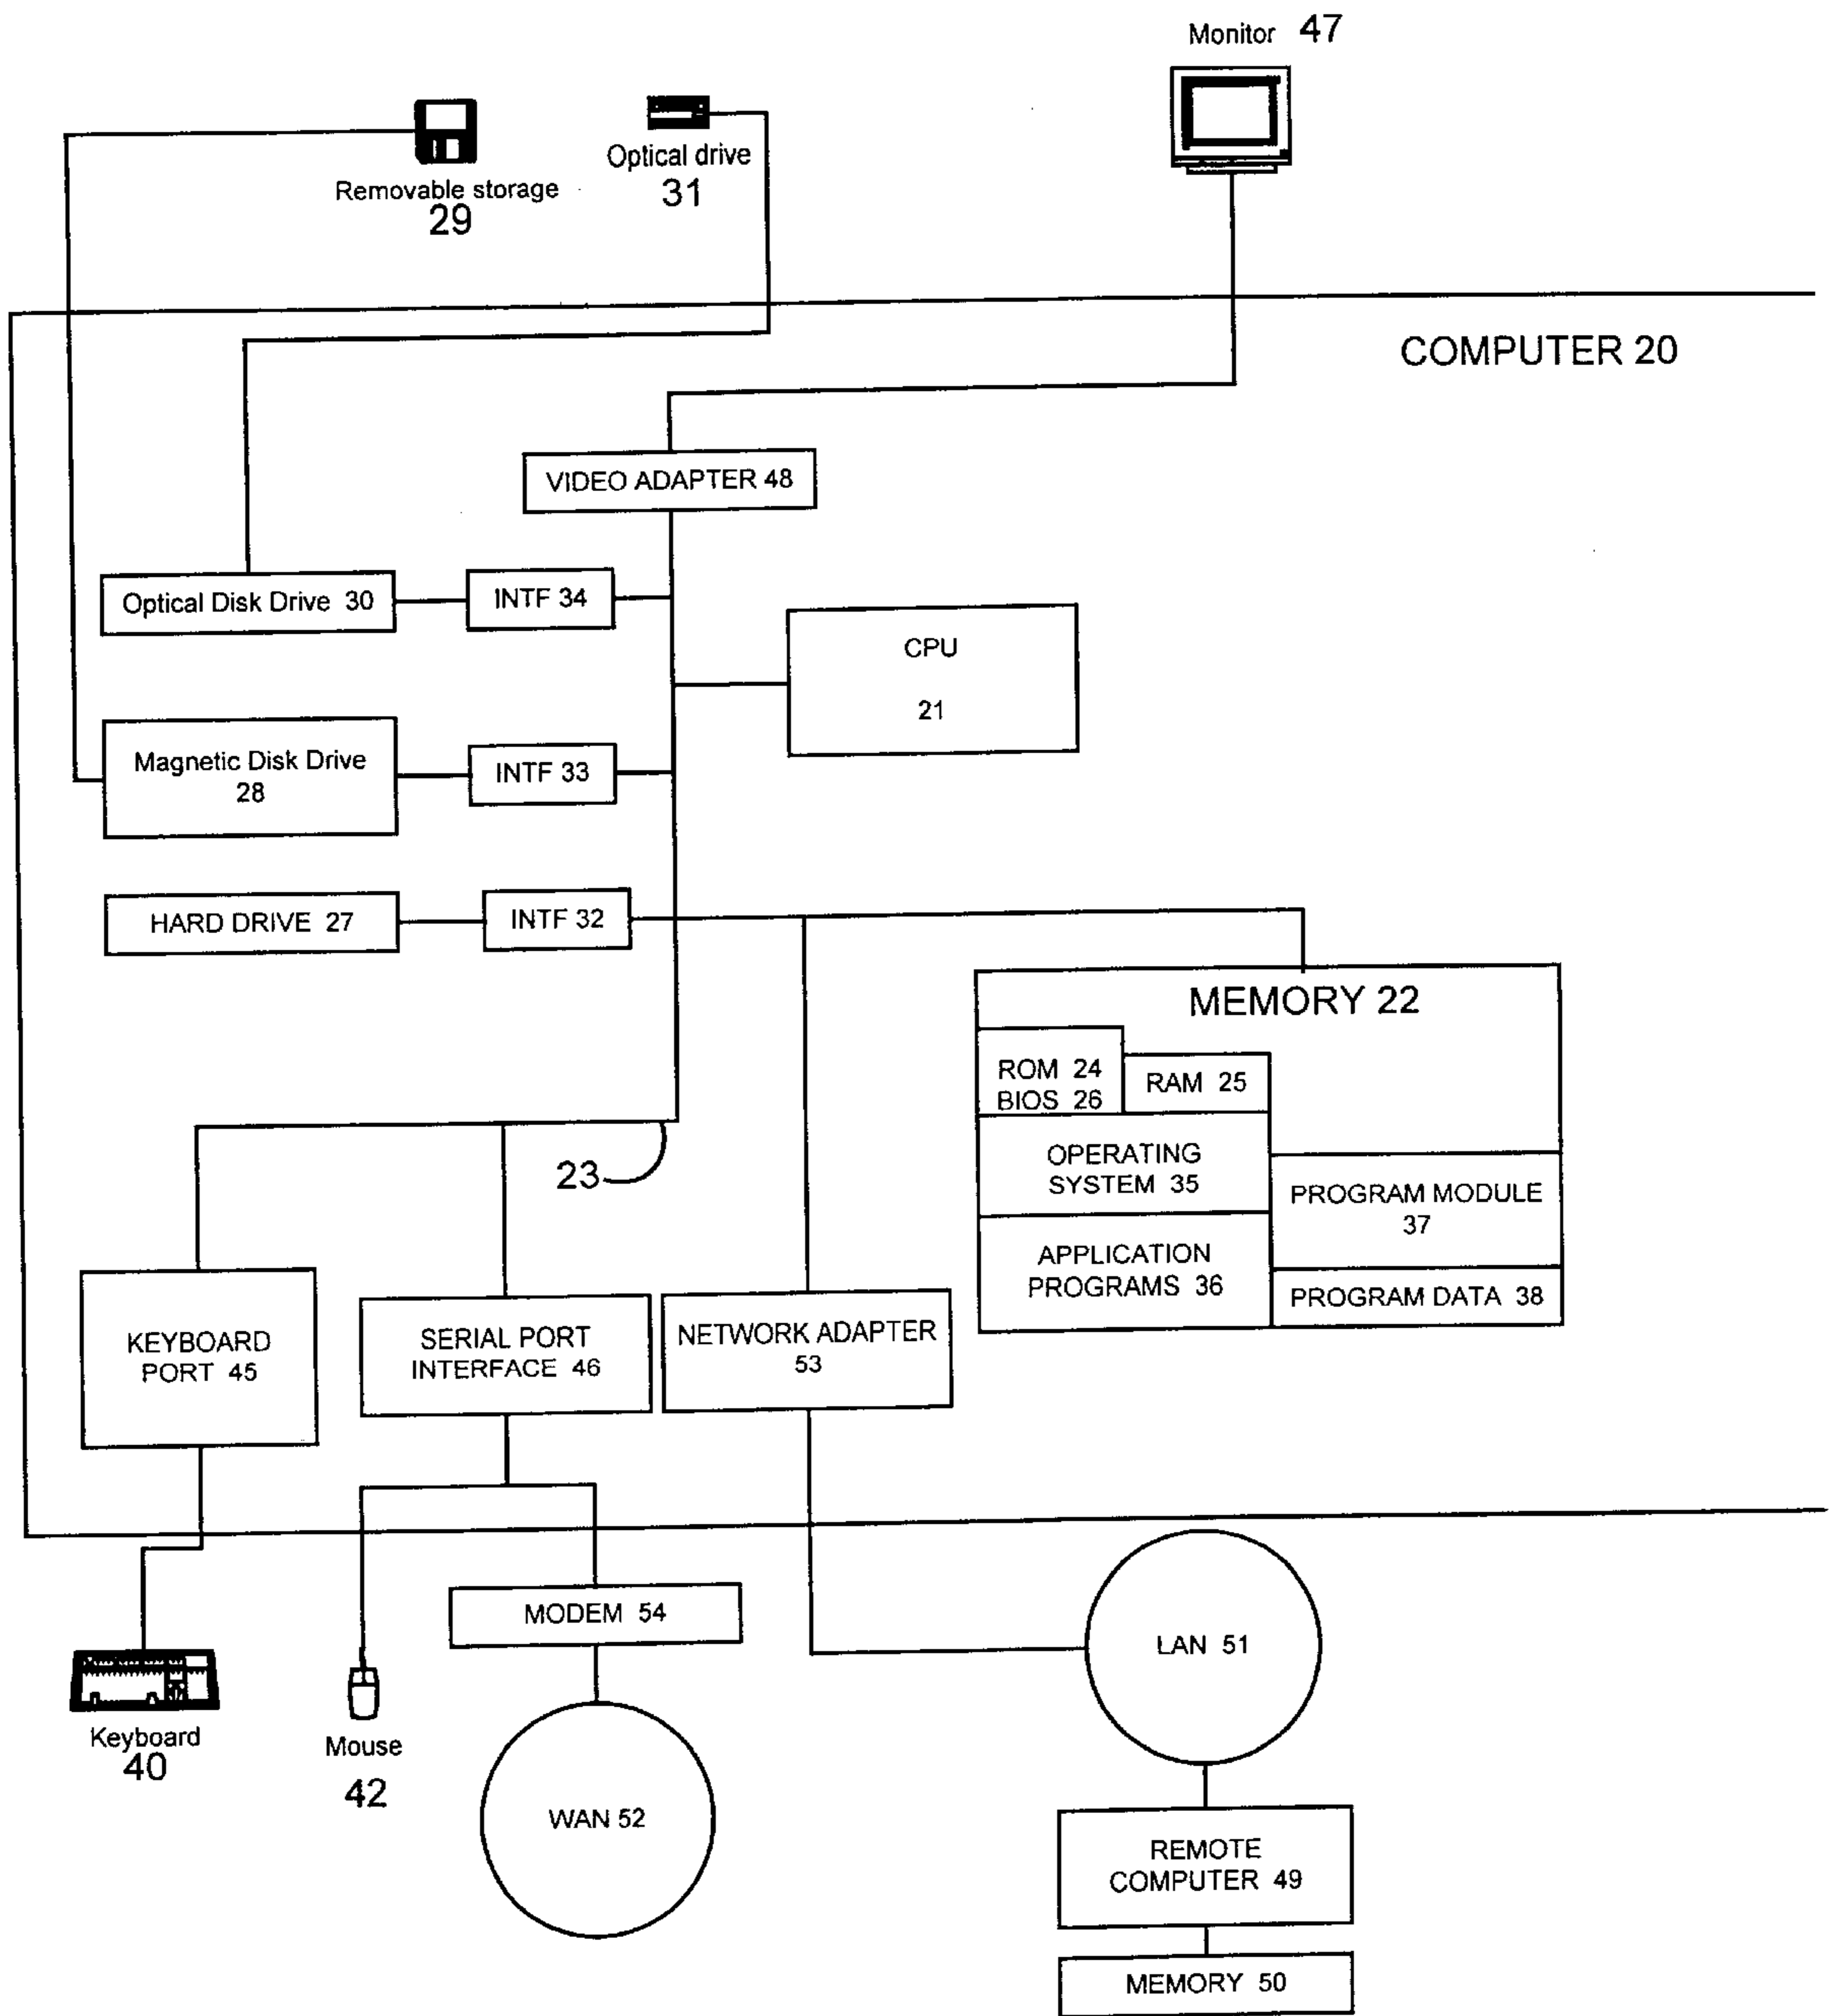 Monitor 47
Removable storage
29
Optical drive
31
COMPUTER 20
VIDEO ADAPTER 48
Optical Disk Drive 30
INTF 34
CPU
21
Magnetic Disk Drive
28
INTF 33
HARD DRIVE 27
INTF 32
MEMORY 22
ROM 24
BIOS 26
RAM 25
OPERATING
SYSTEM 35
PROGRAM MODULE
37
APPLICATION
PROGRAMS 36
PROGRAM DATA 38
23
KEYBOARD
PORT 45
SERIAL PORT
INTERFACE 46
NETWORK ADAPTER
53
MODEM 54
LAN 51
Keyboard
40
Mouse
42
WAN 52
REMOTE
COMPUTER 49
MEMORY 50